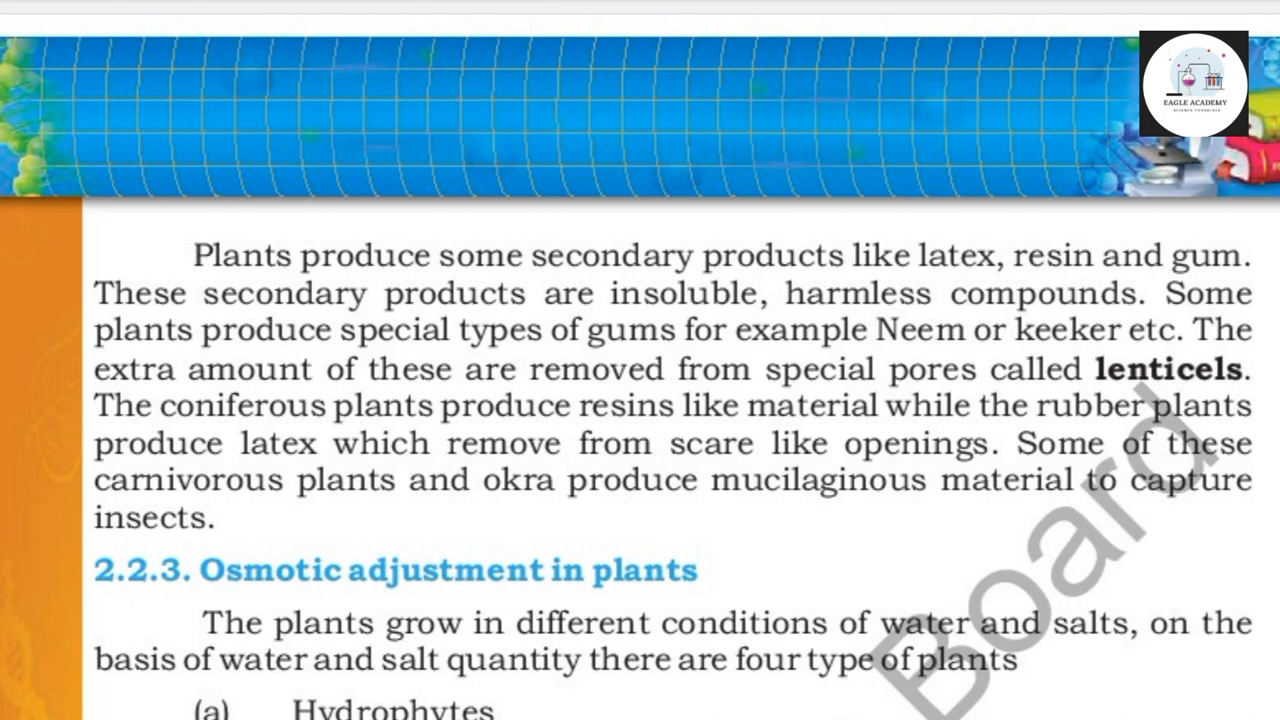 EAGLE ACADEMY
SCIENCE TUTORIALS
Plants produce some secondary products like latex, resin and gum.
These secondary products are insoluble, harmless compounds. Some
plants produce special types of gums for example Neem or keeker etc. The
extra amount of these are removed from special pores called lenticels.
The coniferous plants produce resins like material while the rubber plants
produce latex which remove from scare like openings. Some of these
carnivorous plants and okra produce mucilaginous material to capture
insects.
2.2.3. Osmotic adjustment in plants
The plants grow in different conditions of water and salts, on the
basis of water and salt quantity there are four type of plants
(a) Hydrophytes
Board